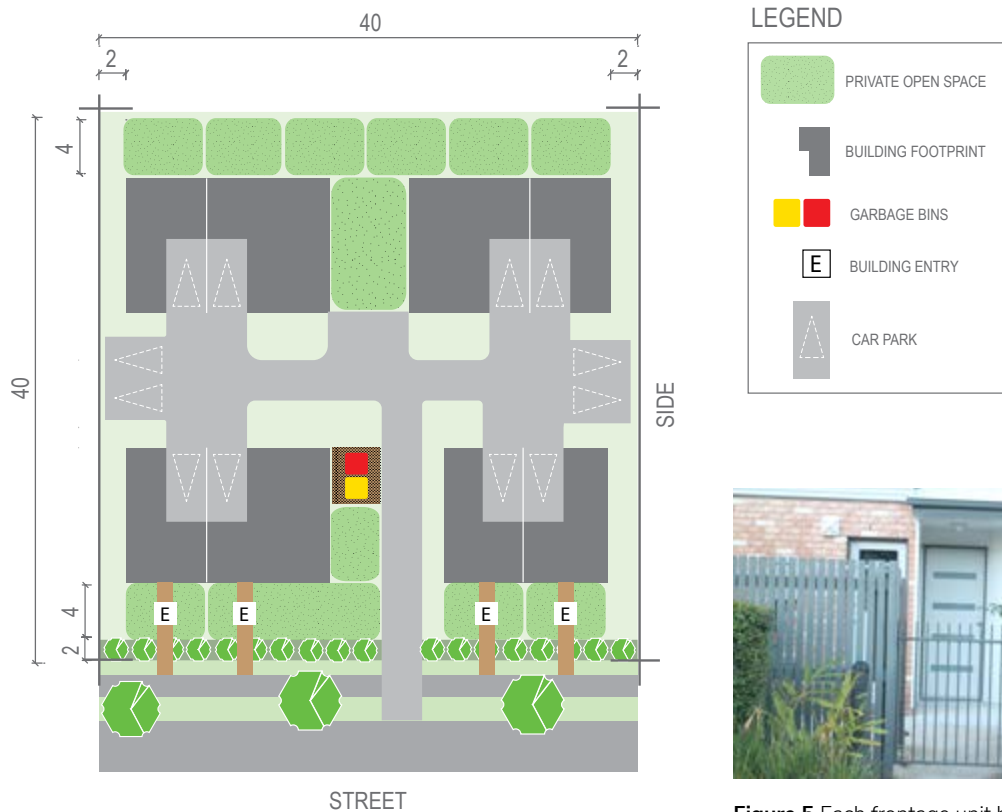 40
2
2
4
40
4
2
E
E
E
E
SIDE
STREET
LEGEND
PRIVATE OPEN SPACE
BUILDING FOOTPRINT
GARBAGE BINS
E
BUILDING ENTRY
CAR PARK
Figure 5 Each frontage unit